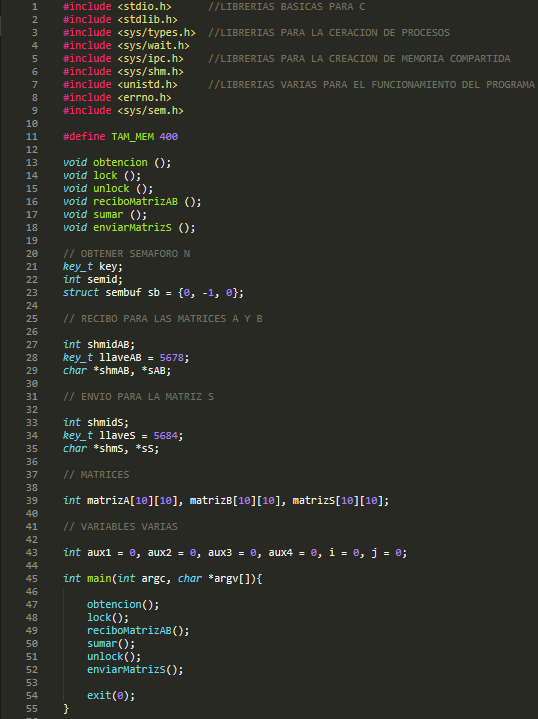 1 #include <stdio.h> //LIBRERIAS BASICAS PARA C
2 #include <stdlib.h>
3 #include <sys/types.h> //LIBRERIAS PARA LA CERACION DE PROCESOS
4 #include <sys/wait.h>
5 #include <sys/ipc.h> //LIBRERIAS PARA LA CREACION DE MEMORIA COMPARTIDA
6 #include <sys/shm.h>
7 #include <unistd.h> //LIBRERIAS VARIAS PARA EL FUNCIONAMIENTO DEL PROGRAMA
8 #include <errno.h>
9 #include <sys/sem.h>
10
11 #define TAM_MEM 400
12
13 void obtencion ();
14 void lock ();
15 void unlock ();
16 void reciboMatrizAB ();
17 void sumar ();
18 void enviarMatrizS ();
19
20 // OBTENER SEMAFORO N
21 key_t key;
22 int semid;
23 struct sembuf sb = {0, -1, 0};
24
25 // RECIBO PARA LAS MATRICES A Y B
26
27 int shmidAB;
28 key_t llaveAB = 5678;
29 char *shmAB, *sAB;
30
31 // ENVIO PARA LA MATRIZ S
32
33 int shmidS;
34 key_t llaveS = 5684;
35 char *shmS, *sS;
36
37 // MATRICES
38
39 int matrizA[10][10], matrizB[10][10], matrizS[10][10];
40
41 // VARIABLES VARIAS
42
43 int aux1 = 0, aux2 = 0, aux3 = 0, aux4 = 0, i = 0, j = 0;
44
45 int main(int argc, char *argv[]){
46
47 obtencion();
48 lock();
49 reciboMatrizAB();
50 sumar();
51 unlock();
52 enviarMatrizS();
53
54 exit(0);
55 }